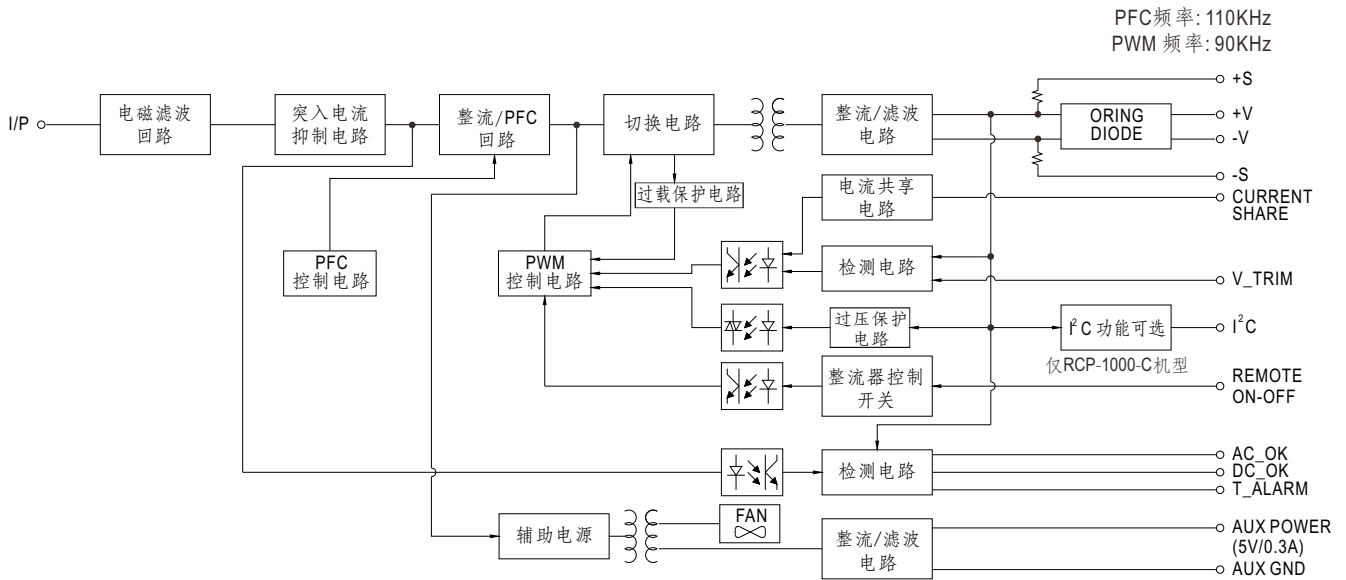 PFC频率: 110KHz
PWM 频率: 90KHz
I/P
电磁滤波
回路
突入电流
抑制电路
整流/PFC
回路
切换电路
整流/滤波
电路
ORING
DIODE
+S
+V
-V
-S
过载保护电路
电流共享
电路
CURRENT
SHARE
PFC
控制电路
PWM
控制电路
检测电路
V_TRIM
过压保护
电路
I²C 功能可选
I²C
仅RCP-1000-C机型
整流器控制
开关
REMOTE
ON-OFF
检测电路
AC_OK
DC_OK
T_ALARM
辅助电源
FAN
整流/滤波
电路
AUX POWER
(5V/0.3A)
AUX GND